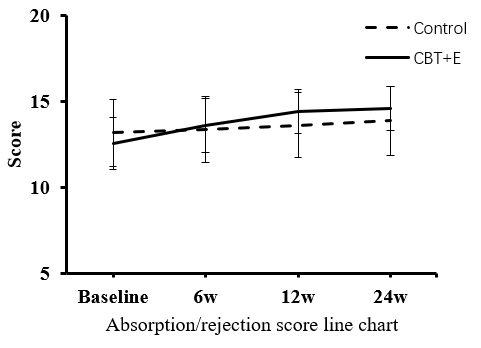 20
Control
CBT+E
15
Score
10
5
Baseline 6w 12w 24w
Absorption/rejection score line chart